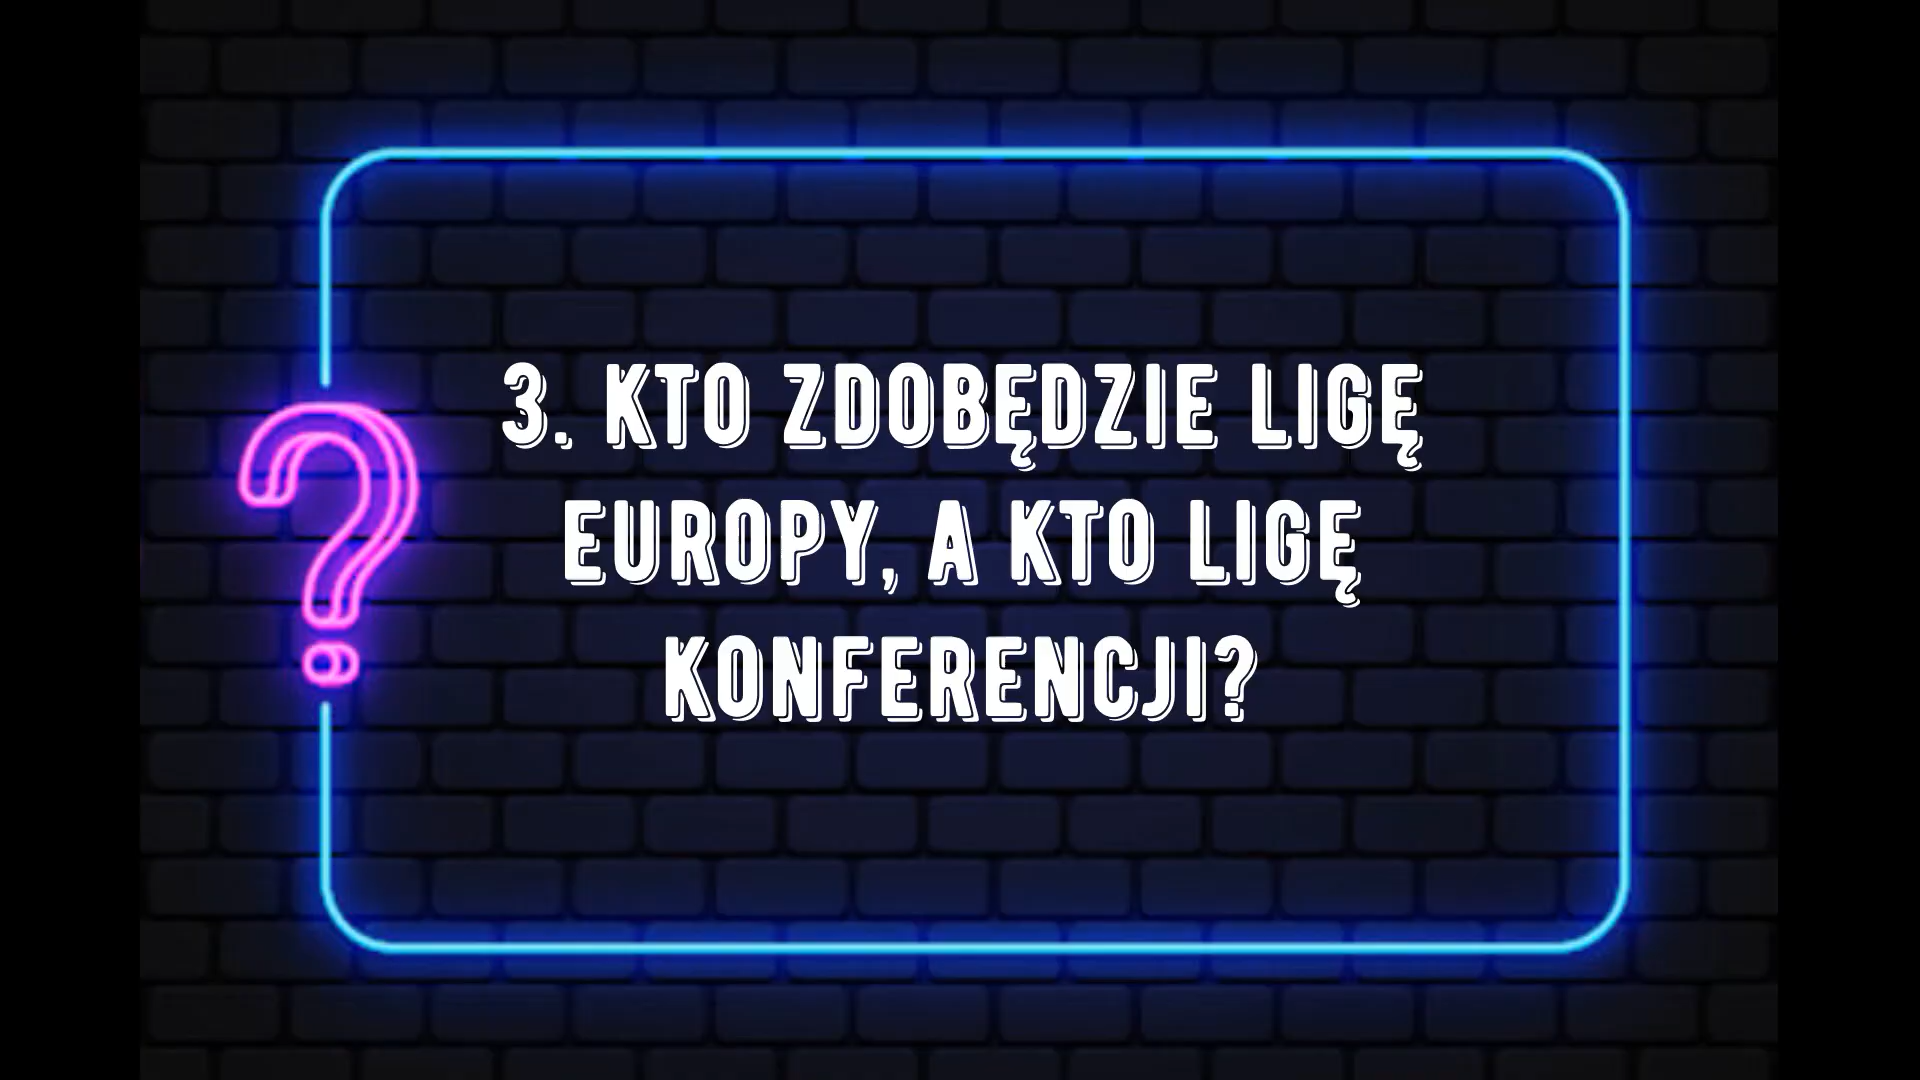 3. KTO ZDOBĘDZIE LIGĘ
EUROPY, A KTO LIGĘ
KONFERENCJI?